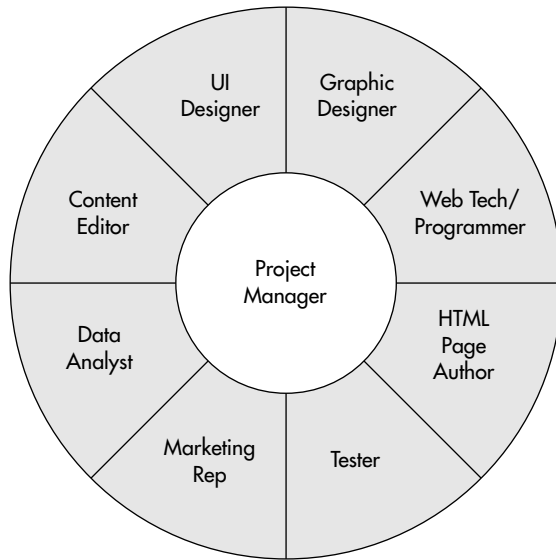 UI
Designer
Graphic
Designer
Content
Editor
Web Tech/
Programmer
Project
Manager
Data
Analyst
HTML
Page
Author
Marketing
Rep
Tester